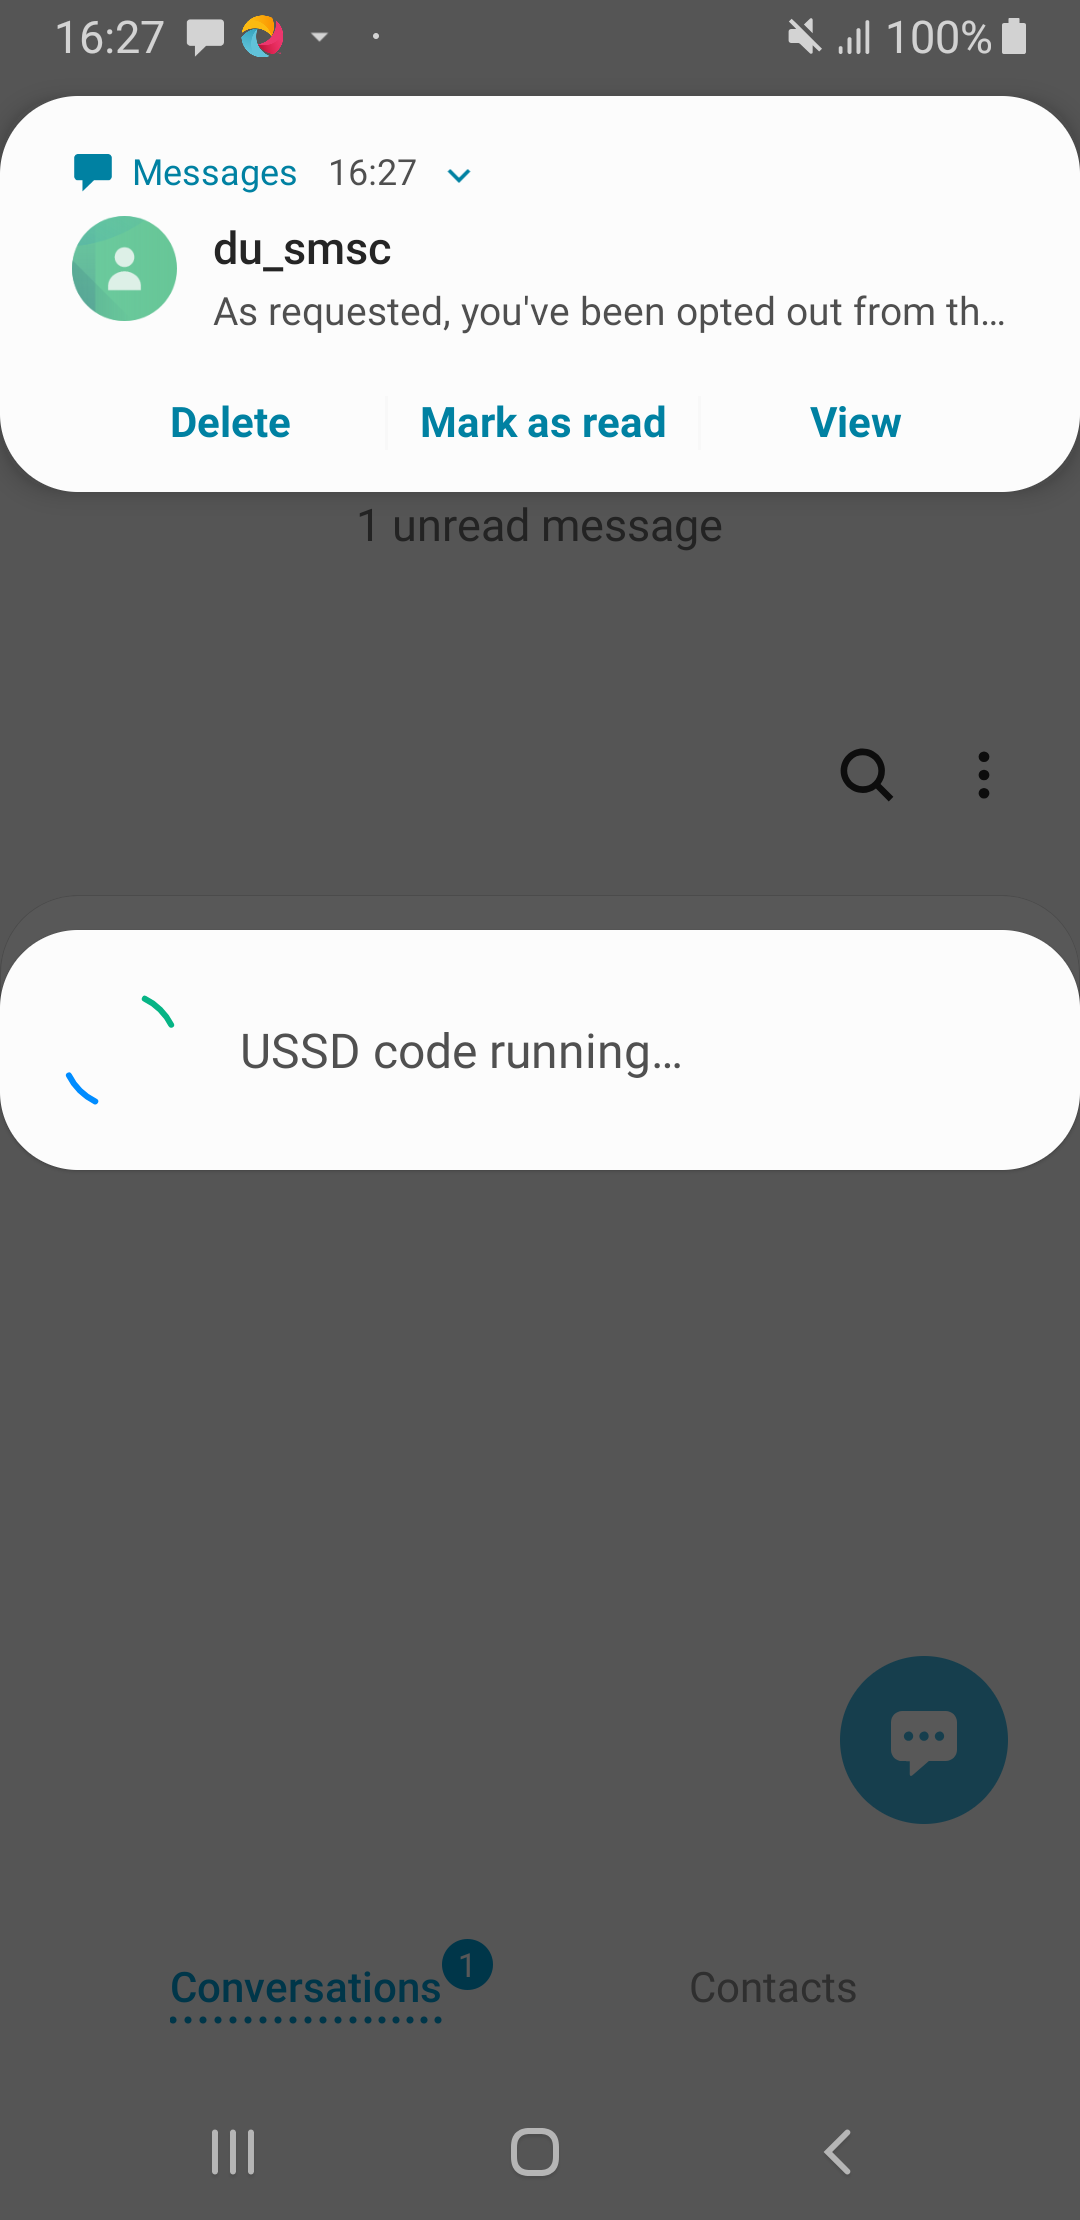 16:27
100%
Messages 16:27
du_smsc
As requested, you've been opted out from th...
Delete Mark as read View
1 unread message
USSD code running...
Conversations 1 Contacts